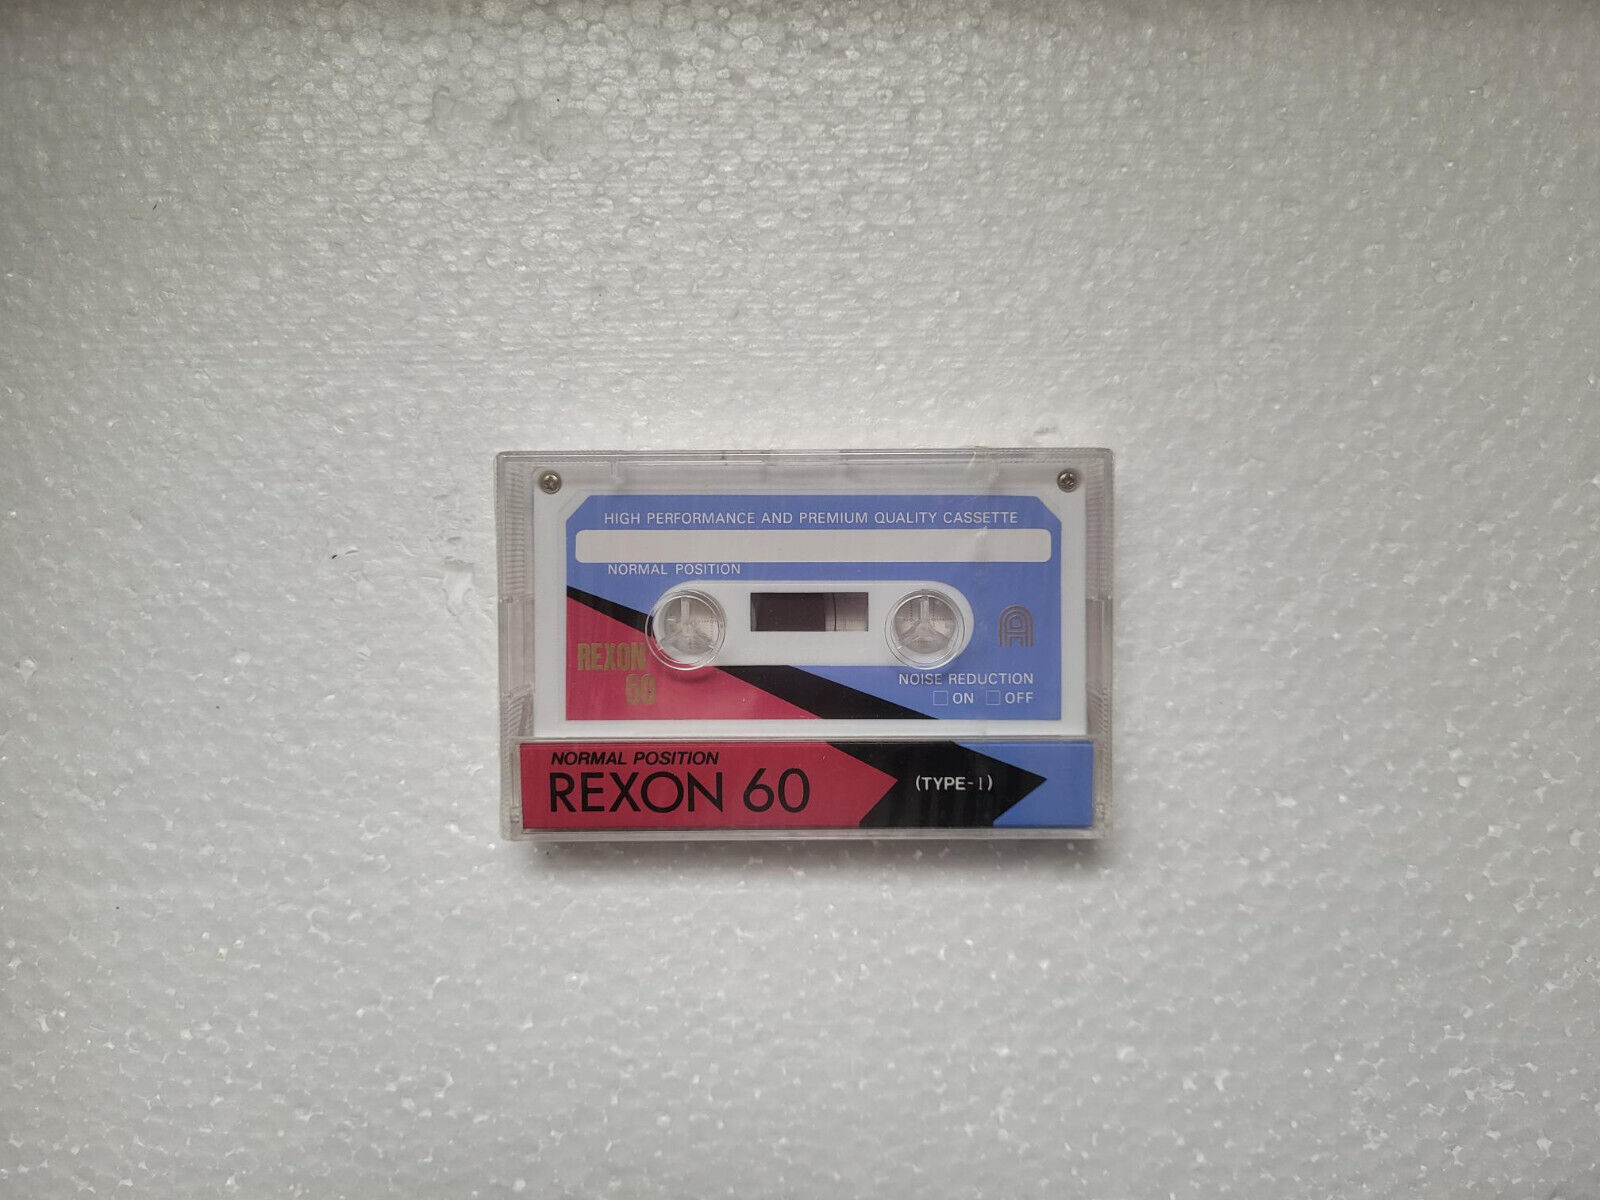 HIGH PERFORMANCE AND PREMIUM QUALITY CASSETTE
NORMAL POSITION
REXON
60
A
NOISE REDUCTION
ON OFF
NORMAL POSITION
REXON 60
(TYPE-I)